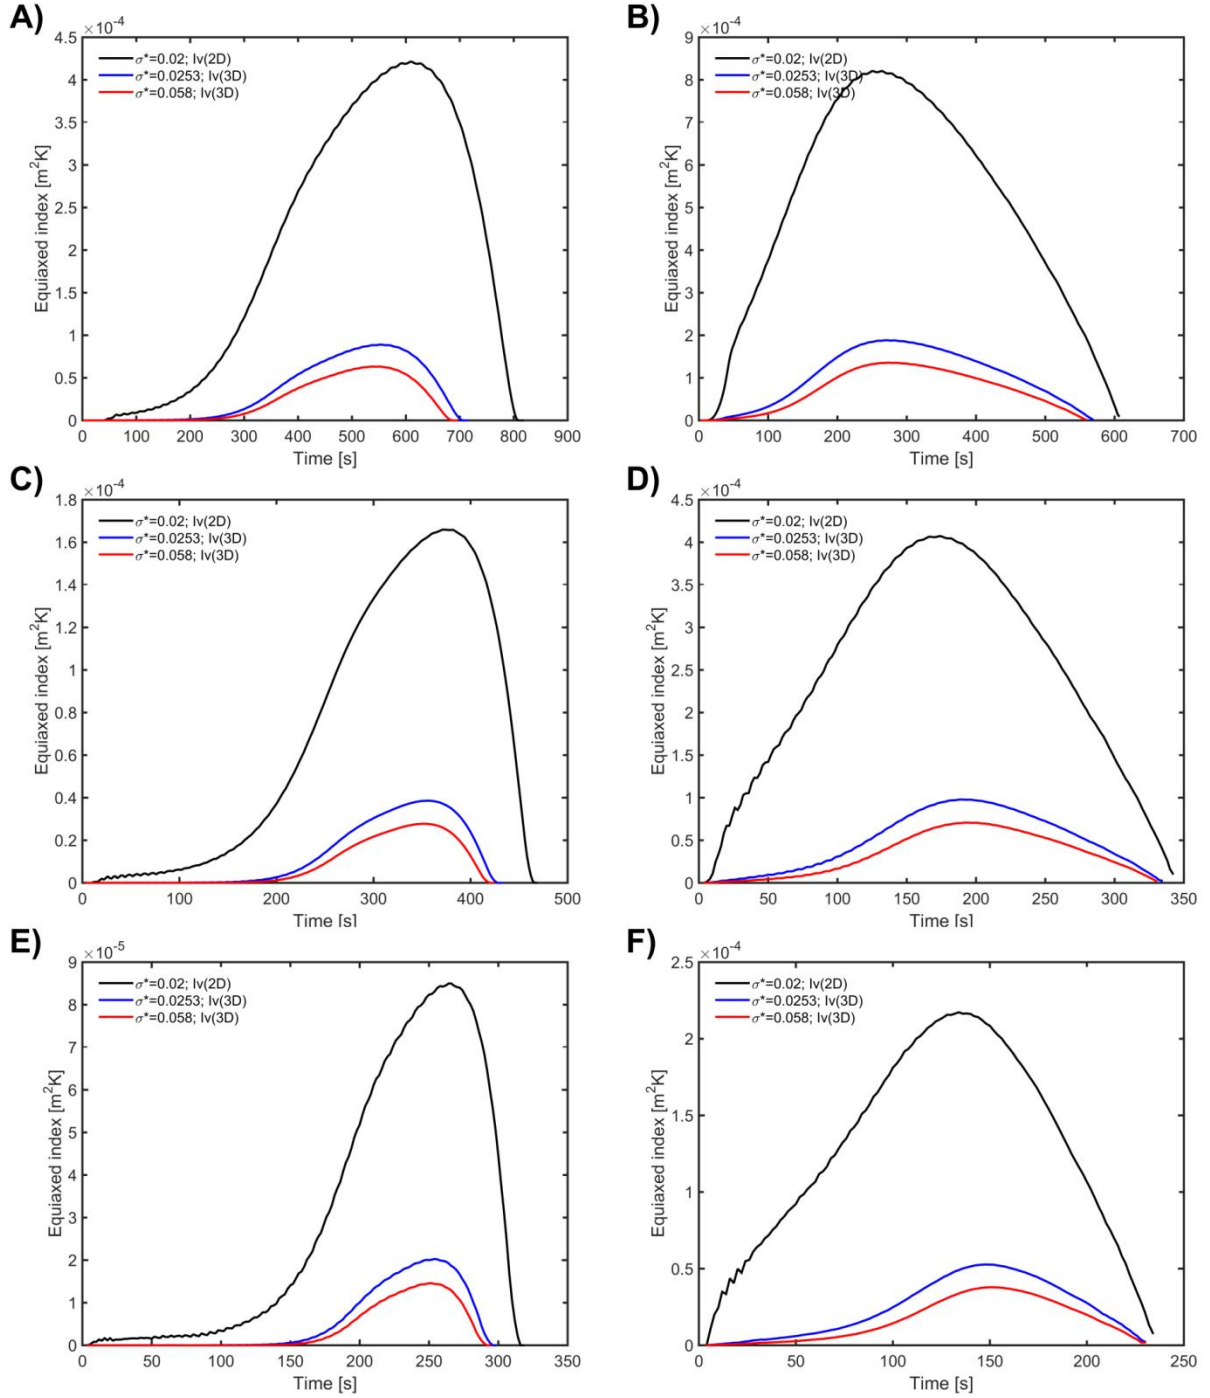 A)
×10⁻⁴
4.5
4
3.5
3
2.5
2
1.5
1
0.5
0
Equiaxed index [m²K]
σ*=0.02; Iv(2D)
σ*=0.0253; Iv(3D)
σ*=0.058; Iv(3D)
0 100 200 300 400 500 600 700 800 900
Time [s]
B)
×10⁻⁴
9
8
7
6
5
4
3
2
1
0
Equiaxed index [m²K]
σ*=0.02; Iv(2D)
σ*=0.0253; Iv(3D)
σ*=0.058; Iv(3D)
0 100 200 300 400 500 600 700
Time [s]
C)
×10⁻⁴
1.8
1.6
1.4
1.2
1
0.8
0.6
0.4
0.2
0
Equiaxed index [m²K]
σ*=0.02; Iv(2D)
σ*=0.0253; Iv(3D)
σ*=0.058; Iv(3D)
0 100 200 300 400 500
Time [s]
D)
×10⁻⁴
4.5
4
3.5
3
2.5
2
1.5
1
0.5
0
Equiaxed index [m²K]
σ*=0.02; Iv(2D)
σ*=0.0253; Iv(3D)
σ*=0.058; Iv(3D)
0 50 100 150 200 250 300 350
Time [s]
E)
×10⁻⁵
9
8
7
6
5
4
3
2
1
0
Equiaxed index [m²K]
σ*=0.02; Iv(2D)
σ*=0.0253; Iv(3D)
σ*=0.058; Iv(3D)
0 50 100 150 200 250 300 350
Time [s]
F)
×10⁻⁴
2.5
2
1.5
1
0.5
0
Equiaxed index [m²K]
σ*=0.02; Iv(2D)
σ*=0.0253; Iv(3D)
σ*=0.058; Iv(3D)
0 50 100 150 200 250
Time [s]